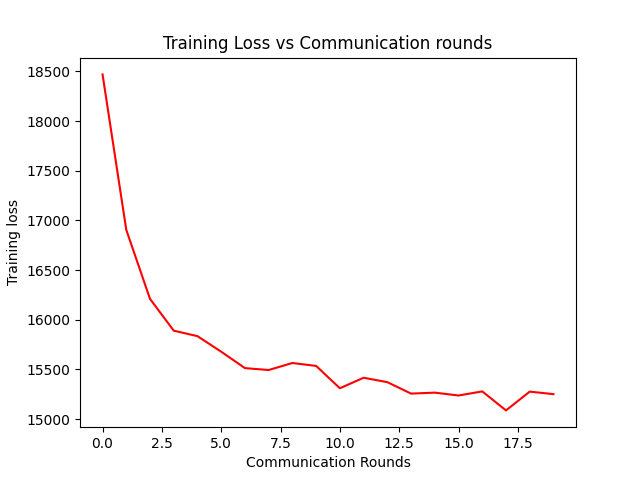 Training Loss vs Communication rounds
18500
18000
17500
17000
16500
16000
15500
15000
Training loss
0.0 2.5 5.0 7.5 10.0 12.5 15.0 17.5
Communication Rounds